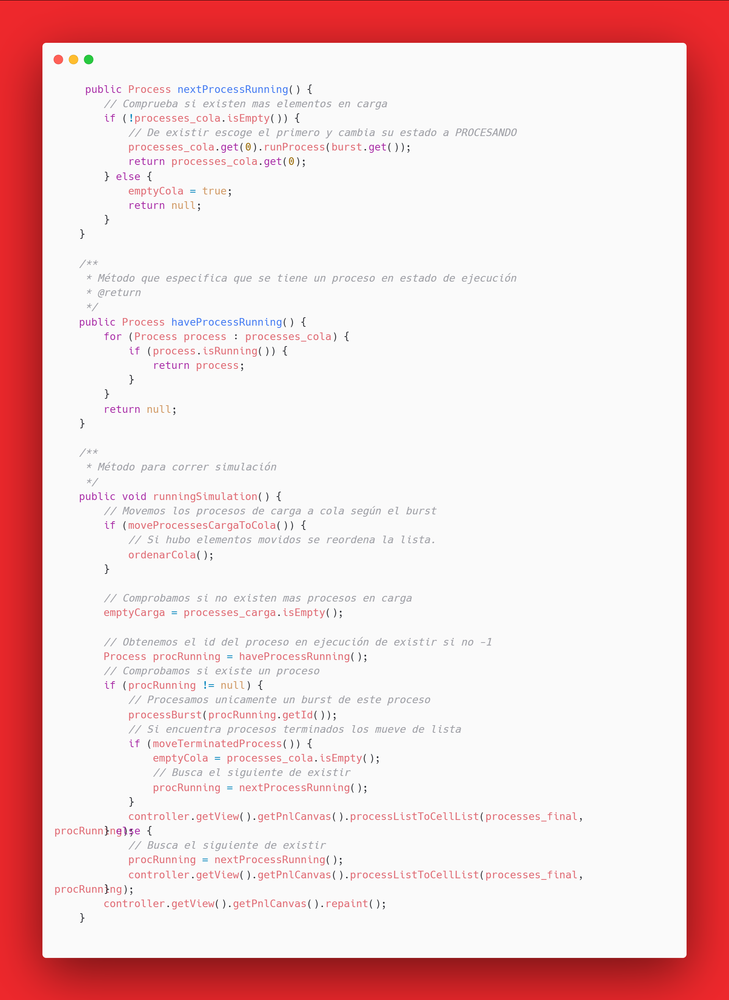 public Process nextProcessRunning() {
// Comprueba si existen mas elementos en carga
if (!processes_cola.isEmpty()) {
// De existir escoge el primero y cambia su estado a PROCESANDO
processes_cola.get(0).runProcess(burst.get());
return processes_cola.get(0);
} else {
emptyCola = true;
return null;
}
}
/**
* Método que especifica que se tiene un proceso en estado de ejecución
* @return
*/
public Process haveProcessRunning() {
for (Process process : processes_cola) {
if (process.isRunning()) {
return process;
}
}
return null;
}
/**
* Método para correr simulación
*/
public void runningSimulation() {
// Movemos los procesos de carga a cola según el burst
if (moveProcessesCargaToCola()) {
// Si hubo elementos movidos se reordena la lista.
ordenarCola();
}
// Comprobamos si no existen mas procesos en carga
emptyCarga = processes_carga.isEmpty();
// Obtenemos el id del proceso en ejecución de existir si no -1
Process procRunning = haveProcessRunning();
// Comprobamos si existe un proceso
if (procRunning != null) {
// Procesamos unicamente un burst de este proceso
processBurst(procRunning.getId());
// Si encuentra procesos terminados los mueve de lista
if (moveTerminatedProcess()) {
emptyCola = processes_cola.isEmpty();
// Busca el siguiente de existir
procRunning = nextProcessRunning();
}
controller.getView().getPnlCanvas().processListToCellList(processes_final,
procRunning);
} else {
// Busca el siguiente de existir
procRunning = nextProcessRunning();
controller.getView().getPnlCanvas().processListToCellList(processes_final,
procRunning);
}
controller.getView().getPnlCanvas().repaint();
}